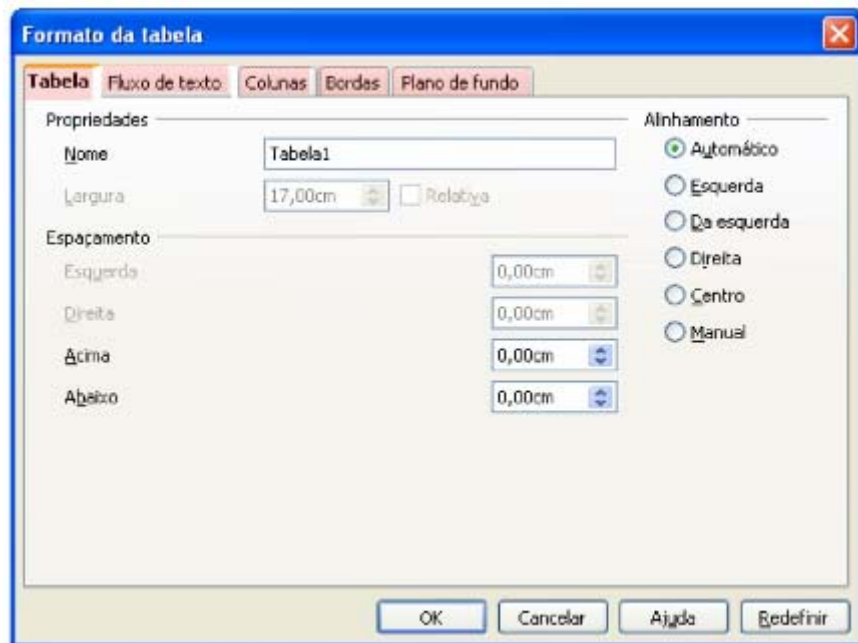 Formato da tabela
Tabela Fluxo de texto Colunas Bordas Plano de fundo
Propriedades
Nome Tabela1
Largura 17,00cm Relativa
Espaçamento
Esquerda 0,00cm
Direita 0,00cm
Acima 0,00cm
Abaixo 0,00cm
Alinhamento
Automático
Esquerda
Da esquerda
Direita
Centro
Manual
OK Cancelar Ajuda Redefinir